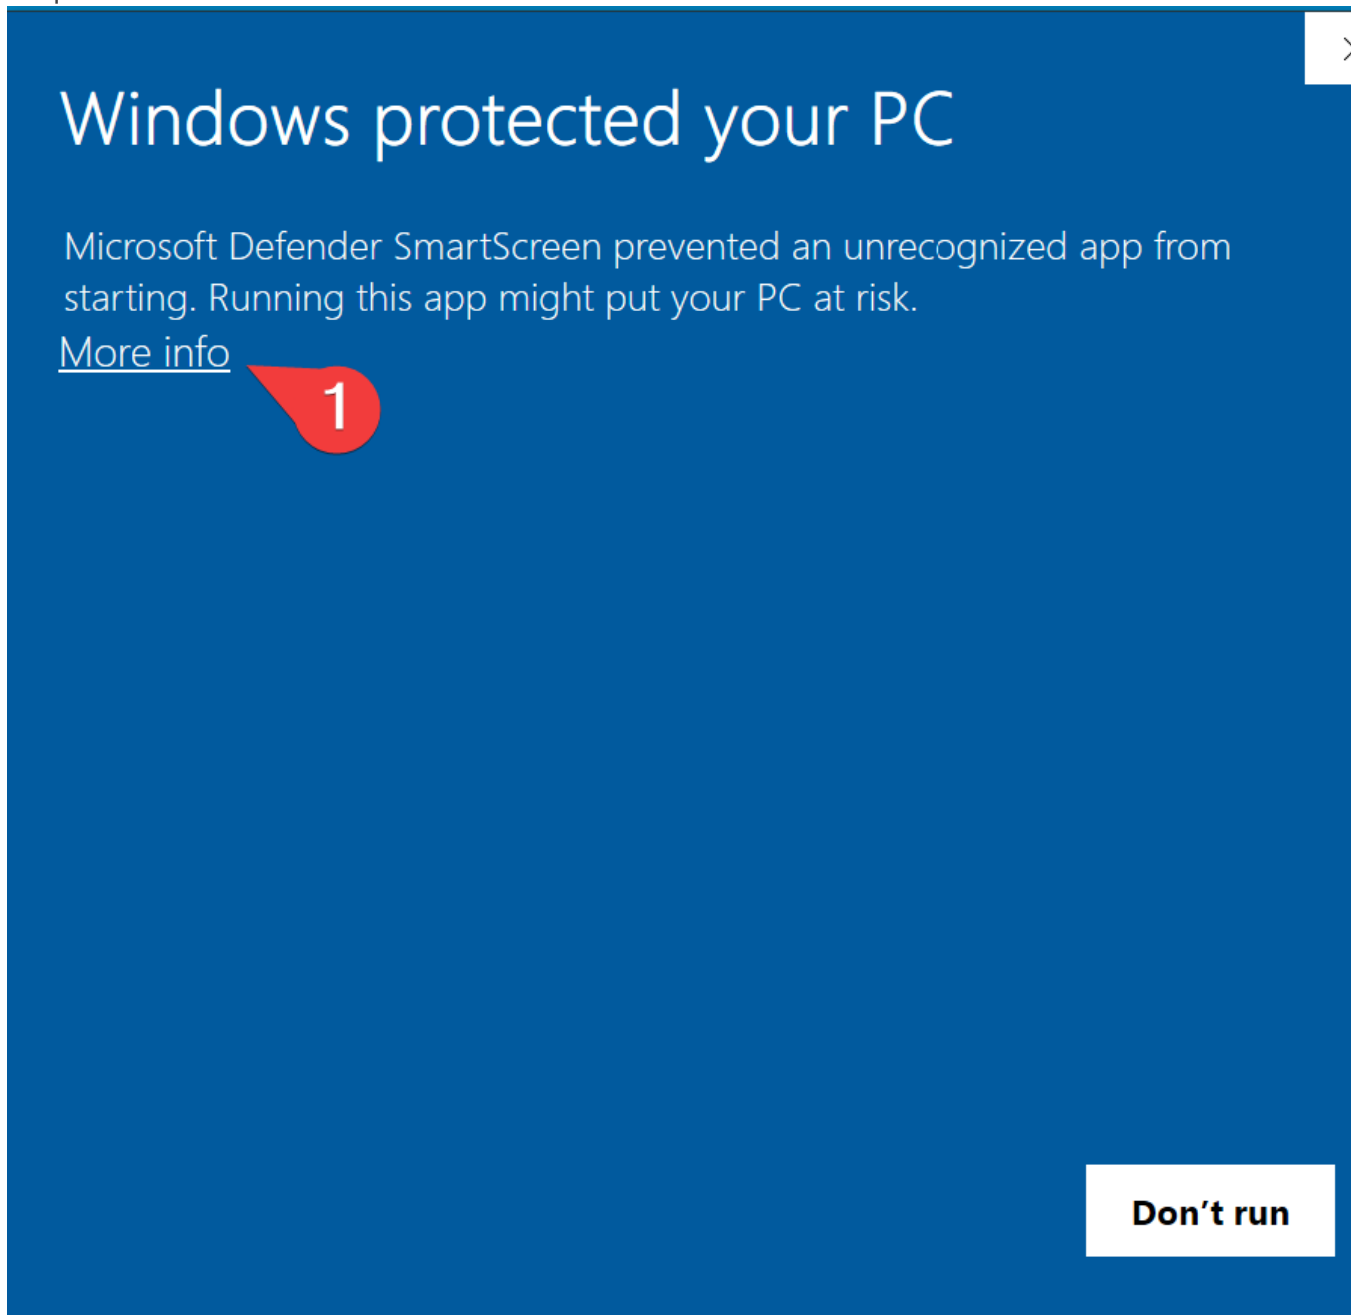 Windows protected your PC
Microsoft Defender SmartScreen prevented an unrecognized app from
starting. Running this app might put your PC at risk.
More info
1
Don't run